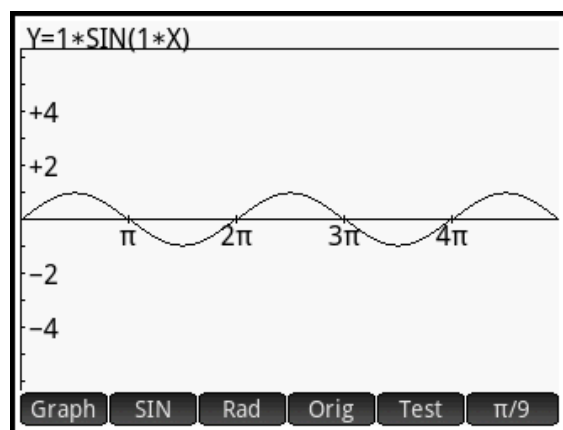 Y=1*SIN(1*X)
+4
+2
π 2π 3π 4π
-2
-4
Graph SIN Rad Orig Test π/9